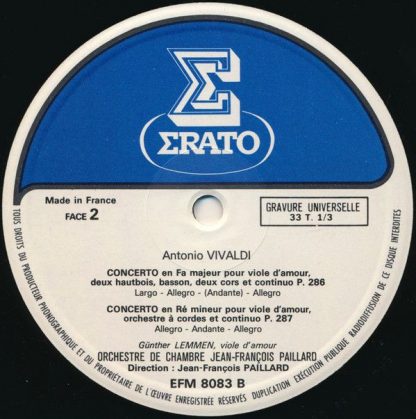 ΣRATO
Made in France
FACE 2
GRAVURE UNIVERSELLE
33 T. 1/3
Antonio VIVALDI
CONCERTO en Fa majeur pour viole d'amour,
deux hautbois, basson, deux cors et continuo P. 286
Largo - Allegro - (Andante) - Allegro
CONCERTO en Ré mineur pour viole d'amour,
orchestre à cordes et continuo P. 287
Allegro - Andante - Allegro
Günther LEMMEN, viole d'amour
ORCHESTRE DE CHAMBRE JEAN-FRANÇOIS PAILLARD
Direction : Jean-François PAILLARD
EFM 8083 B
TOUS DROITS DU PRODUCTEUR PHONOGRAPHIQUE ET DU PROPRIÉTAIRE DE L'ŒUVRE ENREGISTRÉE RÉSERVÉS DUPLICATION EXÉCUTION PUBLIQUE RADIODIFFUSION DE CE DISQUE INTERDITES